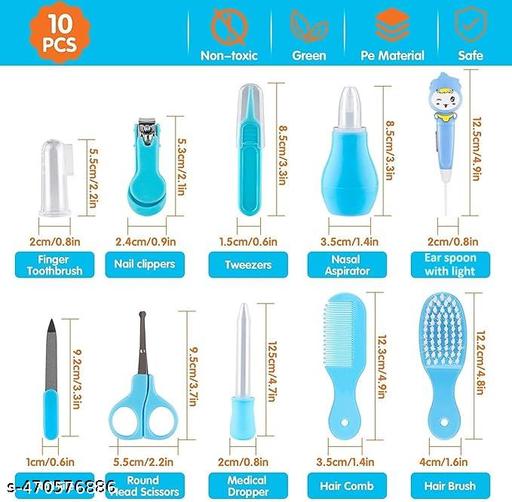 10
PCS
Non-toxic
Green
Pe Material
Safe
5.5cm/2.2in
5.3cm/2.1in
8.5cm/3.3in
8.5cm/3.3in
12.5cm/4.9in
2cm/0.8in
2.4cm/0.9in
1.5cm/0.6in
3.5cm/1.4in
2cm/0.8in
Finger
Toothbrush
Nail clippers
Tweezers
Nasal
Aspirator
Ear spoon
with light
9.2cm/3.3in
9.5cm/3.7in
125cm/4.7in
12.3cm/4.9in
12.2cm/4.8in
1cm/0.6in
5.5cm/2.2in
2cm/0.8in
3.5cm/1.4in
4cm/1.6in
s-470576886
Round
Head Scissors
Medical
Dropper
Hair Comb
Hair Brush